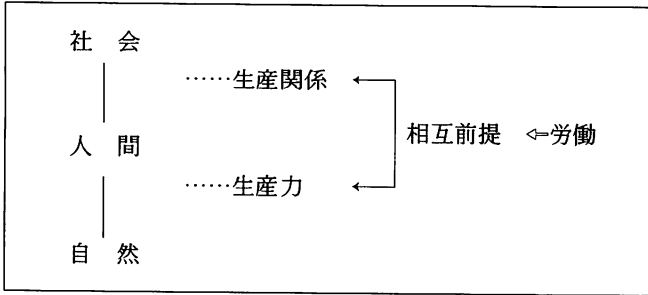 社会
……生産関係
相互前提 ⇦労働
人間
……生産力
自然